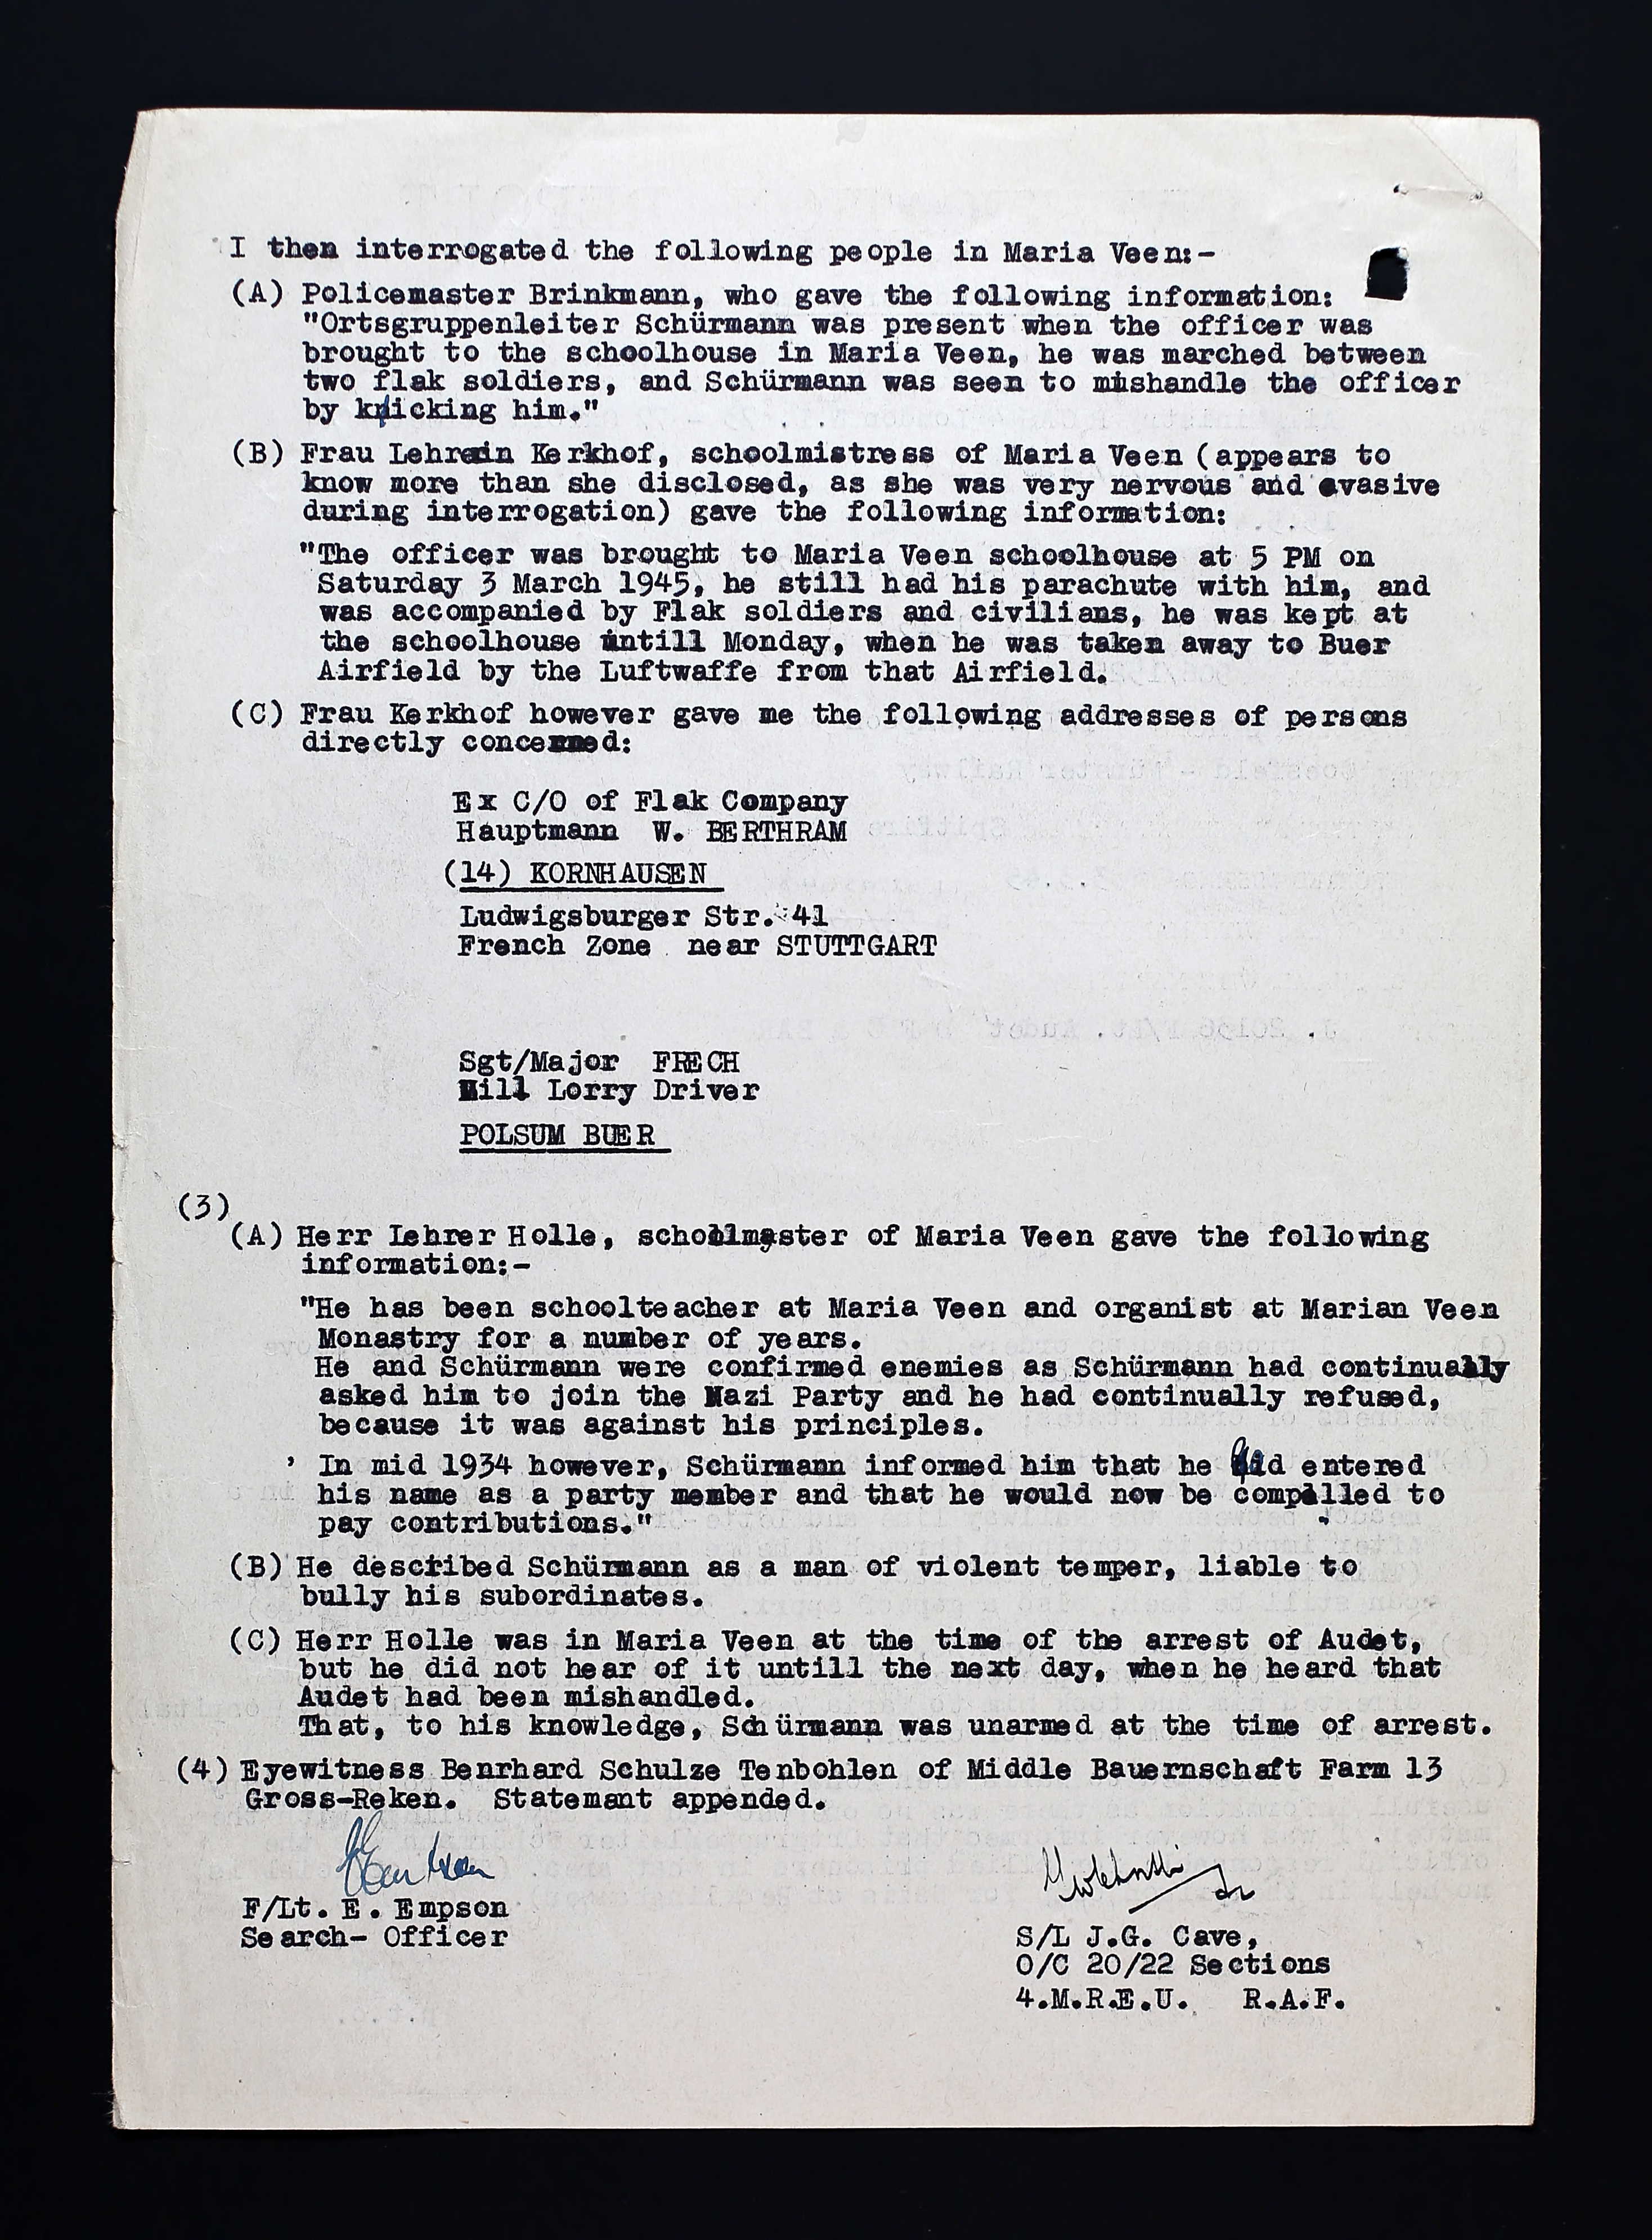 I then interrogated the following people in Maria Veen:-
(A) Policemaster Brinkmann, who gave the following information:
"Ortsgruppenleiter Schürmann was present when the officer was
brought to the schoolhouse in Maria Veen, he was marched between
two flak soldiers, and Schürmann was seen to mishandle the officer
by kicking him."
(B) Frau Lehrerin Kerkhof, schoolmistress of Maria Veen (appears to
know more than she disclosed, as she was very nervous and evasive
during interrogation) gave the following information:
"The officer was brought to Maria Veen schoolhouse at 5 PM on
Saturday 3 March 1945, he still had his parachute with him, and
was accompanied by Flak soldiers and civilians, he was kept at
the schoolhouse untill Monday, when he was taken away to Buer
Airfield by the Luftwaffe from that Airfield.
(C) Frau Kerkhof however gave me the following addresses of persons
directly concerned:
Ex C/O of Flak Company
Hauptmann W. BERTHRAM
(14) KORNHAUSEN
Ludwigsburger Str. 41
French Zone near STUTTGART
Sgt/Major FRECH
Mill Lorry Driver
POLSUM BUER
(3)
(A) Herr Lehrer Holle, schoolmaster of Maria Veen gave the following
information:-
"He has been schoolteacher at Maria Veen and organist at Marian Veen
Monastry for a number of years.
He and Schürmann were confirmed enemies as Schürmann had continually
asked him to join the Nazi Party and he had continually refused,
because it was against his principles.
' In mid 1934 however, Schürmann informed him that he had entered
his name as a party member and that he would now be compelled to
pay contributions."
(B) He described Schürmann as a man of violent temper, liable to
bully his subordinates.
(C) Herr Holle was in Maria Veen at the time of the arrest of Audet,
but he did not hear of it untill the next day, when he heard that
Audet had been mishandled.
That, to his knowledge, Schürmann was unarmed at the time of arrest.
(4) Eyewitness Benrhard Schulze Tenbohlen of Middle Bauernschaft Farm 13
Gross-Reken. Statemant appended.
F/Lt. E. Empson
Search- Officer
S/L J.G. Cave,
O/C 20/22 Sections
4.M.R.E.U. R.A.F.